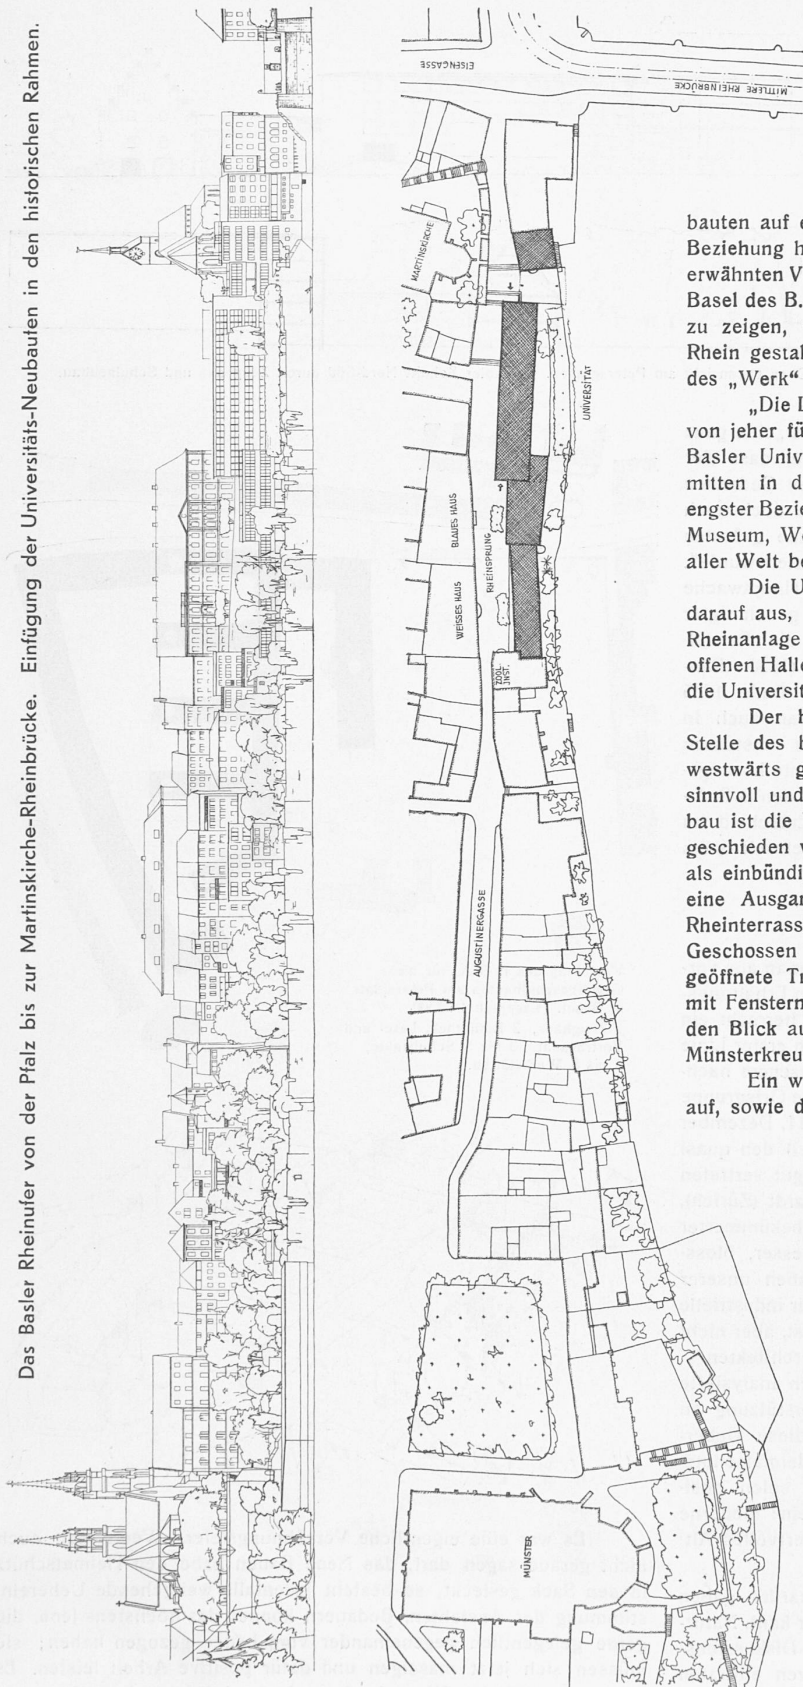 Das Basler Rheinufer von der Pfalz bis zur Martinskirche-Rheinbrücke. Einfügung der Universitäts-Neubauten in den historischen Rahmen.
EISENGASSE
MITTLERE RHEINBRÜCKE
MARTINSKIRCHE
UNIVERSITÄT
BLAUES HAUS
RHEINSPRUNG
WEISSES HAUS
ZOOL.
INST.
AUGUSTINERGASSE
MÜNSTER
bauten auf e
Beziehung h
erwähnten V
Basel des B.
zu zeigen,
Rhein gestal
des „Werk“
„Die D
von jeher fü
Basler Univ
mitten in d
engster Bezie
Museum, We
aller Welt be
Die U
darauf aus,
Rheinanlage
offenen Halle
die Universit
Der b
Stelle des b
westwärts g
sinnvoll und
bau ist die
geschieden v
als einbündi
eine Ausgan
Rheinterrass
Geschossen
geöffnete Tr
mit Fenstern
den Blick au
Münsterkreu
Ein w
auf, sowie d